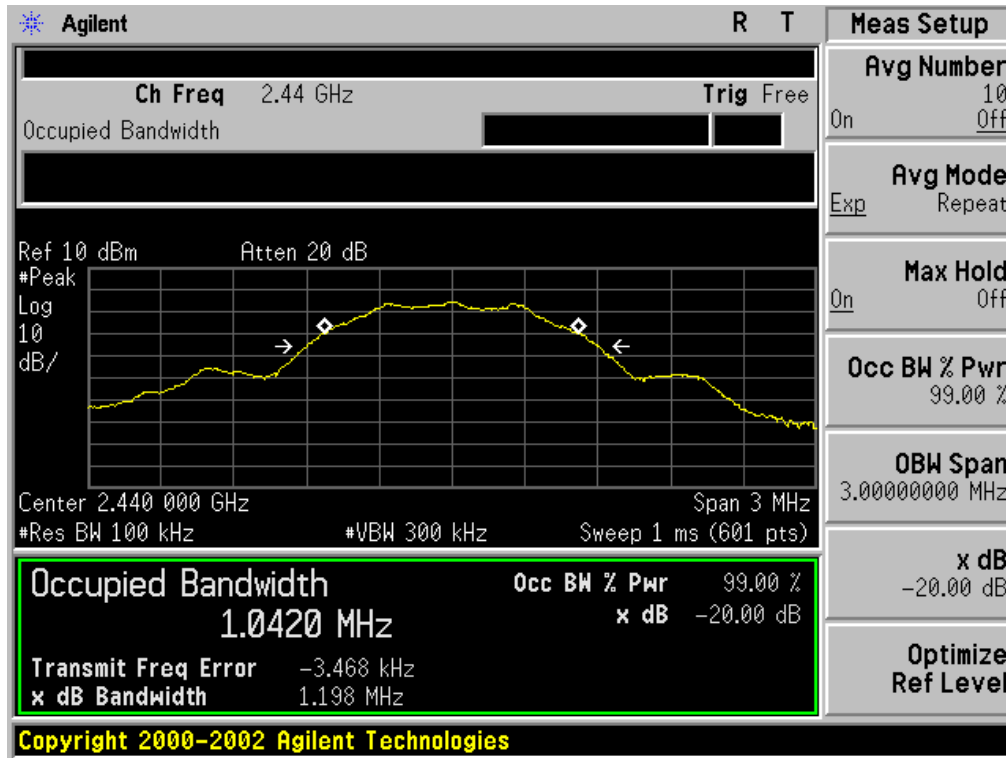 Agilent R T
Ch Freq 2.44 GHz Trig Free
Occupied Bandwidth
Ref 10 dBm Atten 20 dB
#Peak
Log
10
dB/
Center 2.440 000 GHz Span 3 MHz
#Res BW 100 kHz #VBW 300 kHz Sweep 1 ms (601 pts)
Occupied Bandwidth
1.0420 MHz
Occ BW % Pwr 99.00 %
x dB -20.00 dB
Transmit Freq Error -3.468 kHz
x dB Bandwidth 1.198 MHz
Copyright 2000-2002 Agilent Technologies
Meas Setup
Avg Number
10
On Off
Avg Mode
Exp Repeat
Max Hold
On Off
Occ BW % Pwr
99.00 %
OBW Span
3.00000000 MHz
x dB
-20.00 dB
Optimize
Ref Level